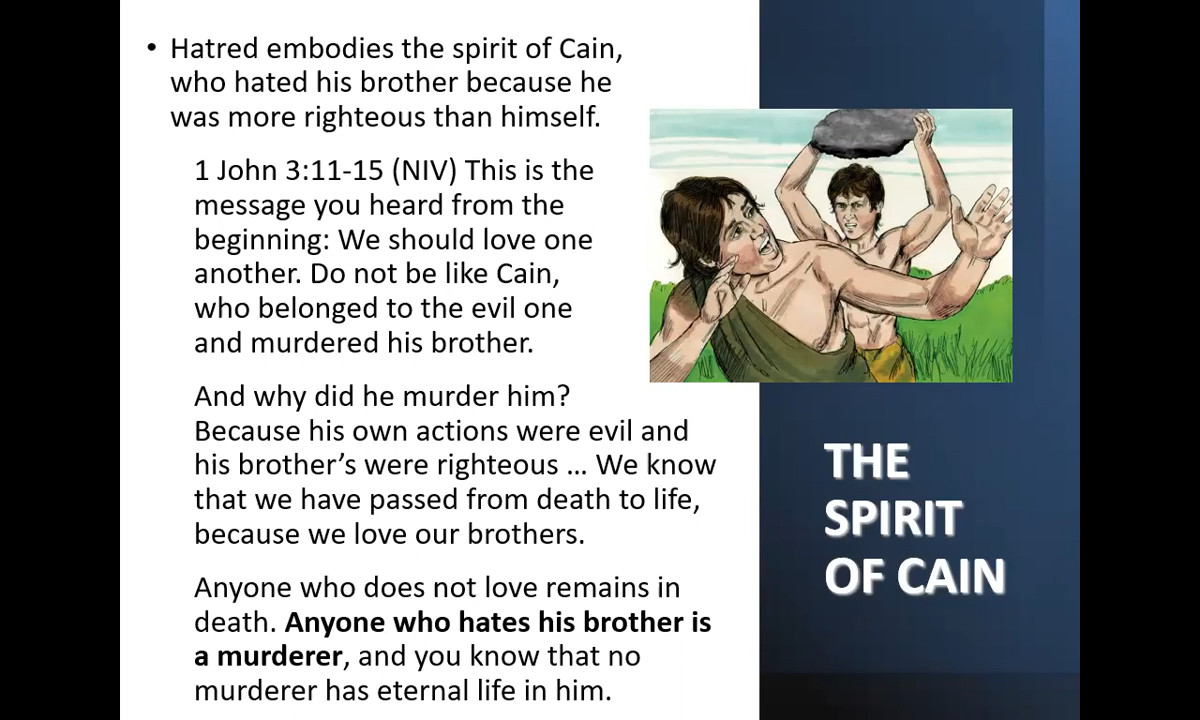 • Hatred embodies the spirit of Cain,
who hated his brother because he
was more righteous than himself.
1 John 3:11-15 (NIV) This is the
message you heard from the
beginning: We should love one
another. Do not be like Cain,
who belonged to the evil one
and murdered his brother.
And why did he murder him?
Because his own actions were evil and
his brother’s were righteous … We know
that we have passed from death to life,
because we love our brothers.
Anyone who does not love remains in
death. Anyone who hates his brother is
a murderer, and you know that no
murderer has eternal life in him.
THE
SPIRIT
OF CAIN